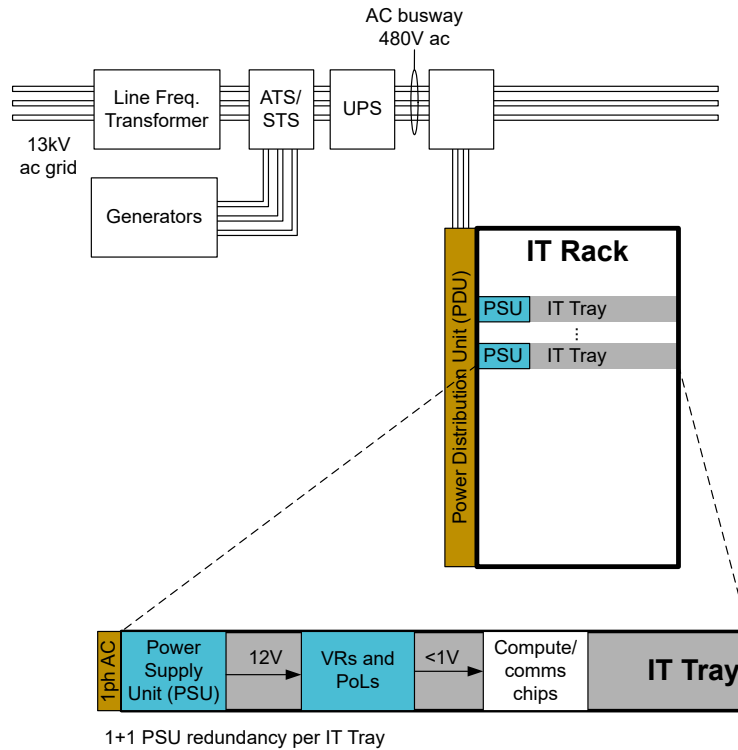 AC busway
480V ac
Line Freq.
Transformer
ATS/
STS
UPS
13kV
ac grid
Generators
Power Distribution Unit (PDU)
IT Rack
PSU
IT Tray
PSU
IT Tray
1ph AC
Power
Supply
Unit (PSU)
12V
VRs and
PoLs
<1V
Compute/
comms
chips
IT Tray
1+1 PSU redundancy per IT Tray